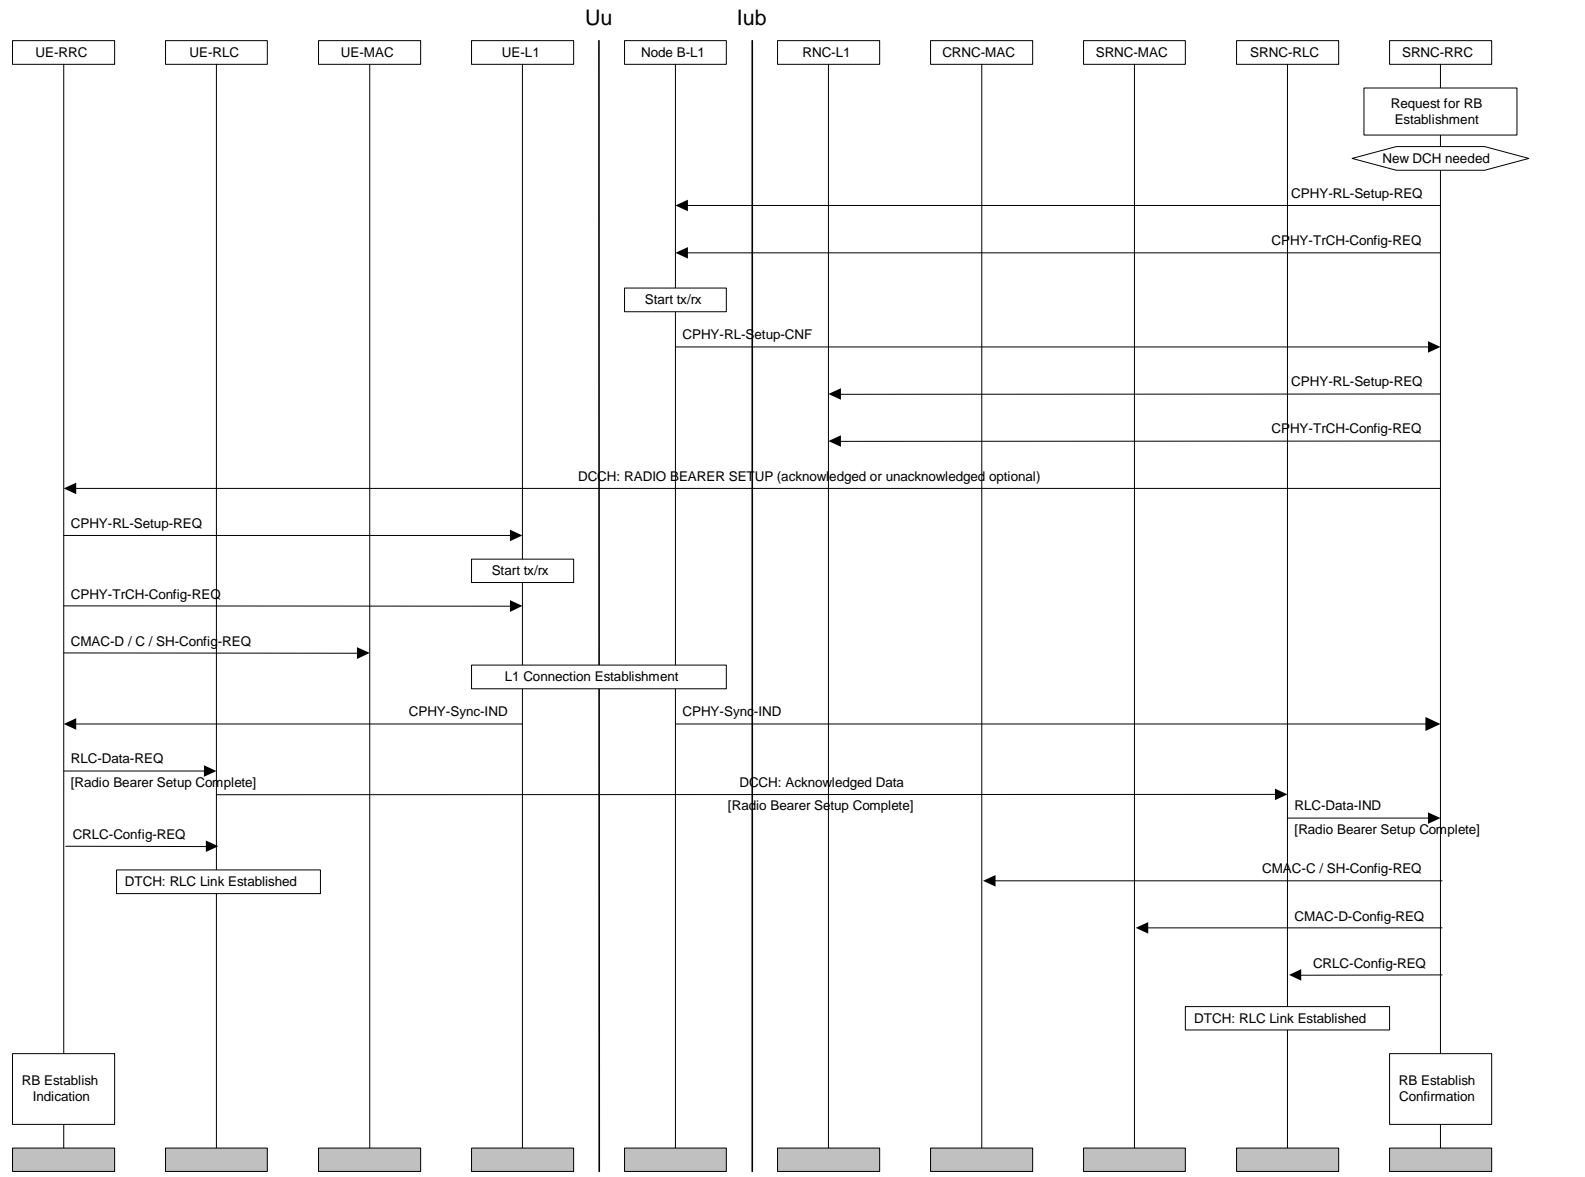 Uu
Iub
UE-RRC
UE-RLC
UE-MAC
UE-L1
Node B-L1
RNC-L1
CRNC-MAC
SRNC-MAC
SRNC-RLC
SRNC-RRC
Request for RB
Establishment
New DCH needed
CPHY-RL-Setup-REQ
CPHY-TrCH-Config-REQ
Start tx/rx
CPHY-RL-Setup-CNF
CPHY-RL-Setup-REQ
CPHY-TrCH-Config-REQ
DCCH: RADIO BEARER SETUP (acknowledged or unacknowledged optional)
CPHY-RL-Setup-REQ
Start tx/rx
CPHY-TrCH-Config-REQ
CMAC-D / C / SH-Config-REQ
L1 Connection Establishment
CPHY-Sync-IND
CPHY-Sync-IND
RLC-Data-REQ
[Radio Bearer Setup Complete]
DCCH: Acknowledged Data
[Radio Bearer Setup Complete]
RLC-Data-IND
[Radio Bearer Setup Complete]
CRLC-Config-REQ
DTCH: RLC Link Established
CMAC-C / SH-Config-REQ
CMAC-D-Config-REQ
CRLC-Config-REQ
DTCH: RLC Link Established
RB Establish
Indication
RB Establish
Confirmation